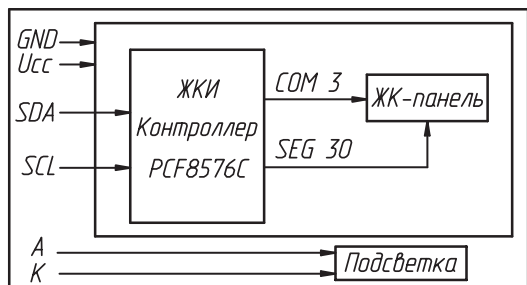 GND
Ucc
SDA
SCL
ЖКИ
Контроллер
PCF8576C
COM 3
SEG 30
ЖК-панель
A
K
Подсветка